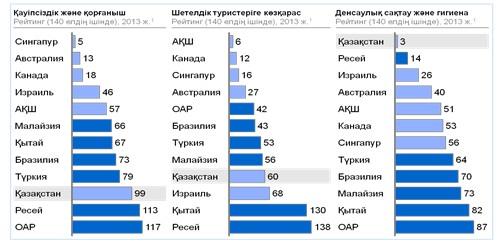 Қауіпсіздік және қорғаныш
Рейтинг (140 елдің ішінде), 2013 ж.¹
Сингапур 5
Австралия 13
Канада 18
Израиль 46
АҚШ 57
Малайзия 66
Қытай 67
Бразилия 73
Түркия 79
Қазақстан 99
Ресей 113
ОАР 117
Шетелдік туристеріге көзқарас
Рейтинг (140 елдің ішінде), 2013 ж.¹
АҚШ 6
Канада 12
Сингапур 16
Австралия 27
ОАР 42
Бразилия 43
Түркия 53
Малайзия 56
Қазақстан 60
Израиль 68
Қытай 130
Ресей 138
Денсаулық сақтау және гигиена
Рейтинг (140 елдің ішінде), 2013 ж.¹
Қазақстан 3
Ресей 14
Израиль 26
Австралия 40
АҚШ 51
Канада 53
Сингапур 56
Түркия 64
Бразилия 70
Малайзия 73
Қытай 82
ОАР 87